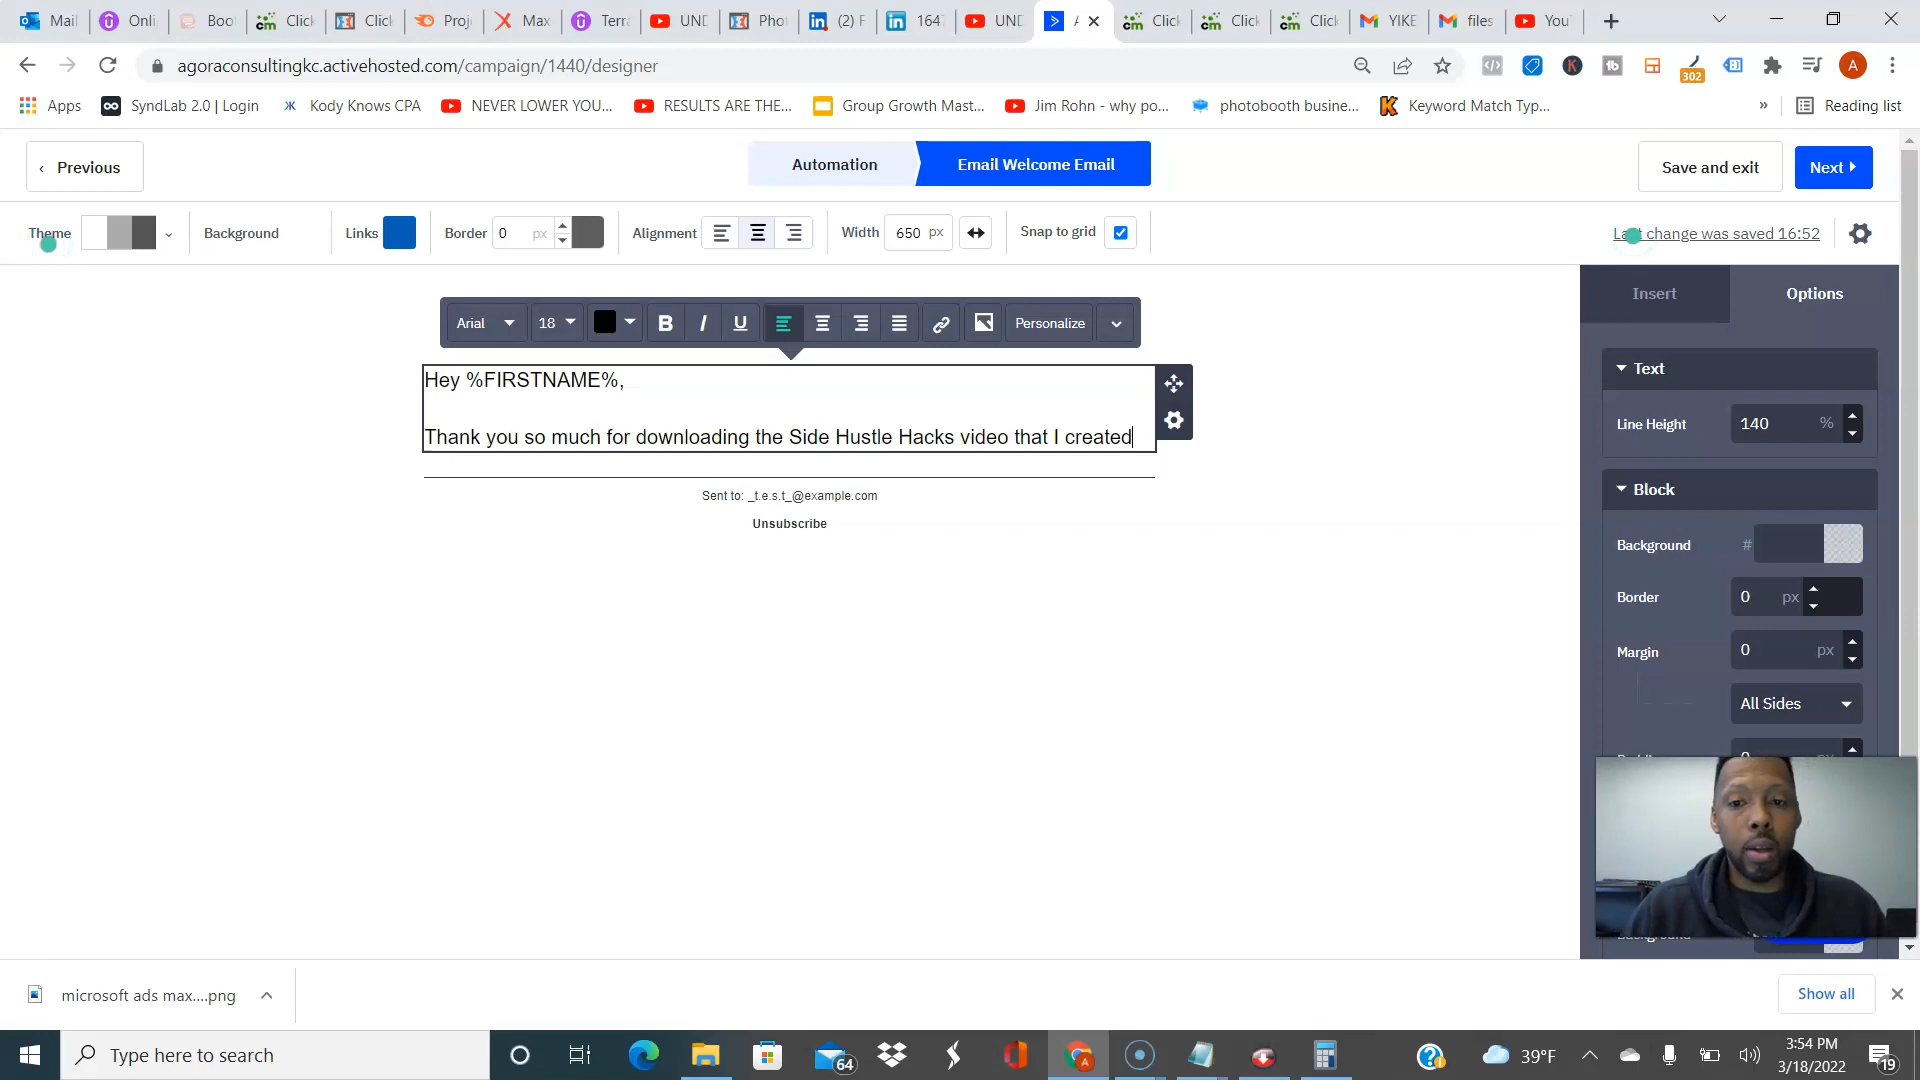 Mail
Onli
Boot
Click
Click
Proj
Max
Terra
UND
Pho
(2) F
1647
UND
A
Click
Click
Click
YIKE
files
YouT
agoraconsultingkc.activehosted.com/campaign/1440/designer
302
A
Apps
SyndLab 2.0 | Login
Kody Knows CPA
NEVER LOWER YOU...
RESULTS ARE THE...
Group Growth Mast...
Jim Rohn - why po...
photobooth busine...
Keyword Match Typ...
»
Reading list
Previous
Automation
Email Welcome Email
Save and exit
Next
Theme
Background
Links
Border
0 px
Alignment
Width
650 px
Snap to grid
Last change was saved 16:52
Insert
Options
Arial
18
B
I
U
Personalize
Hey %FIRSTNAME%,
Thank you so much for downloading the Side Hustle Hacks video that I created
Sent to: _t.e.s.t_@example.com
Unsubscribe
Text
Line Height
140 %
Block
Background
#
Border
0 px
Margin
0 px
All Sides
microsoft ads max....png
Show all
Type here to search
64
39°F
3:54 PM
3/18/2022
19